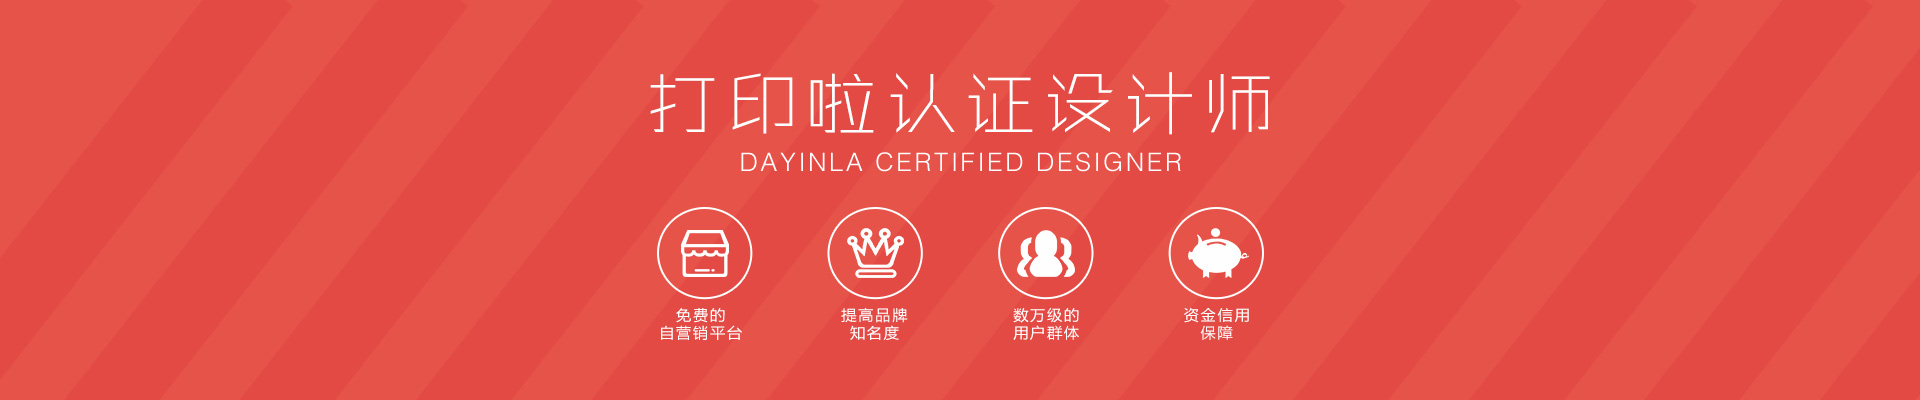 打印啦认证设计师
DAYINLA CERTIFIED DESIGNER
免费的
自营销平台
提高品牌
知名度
数万级的
用户群体
资金信用
保障